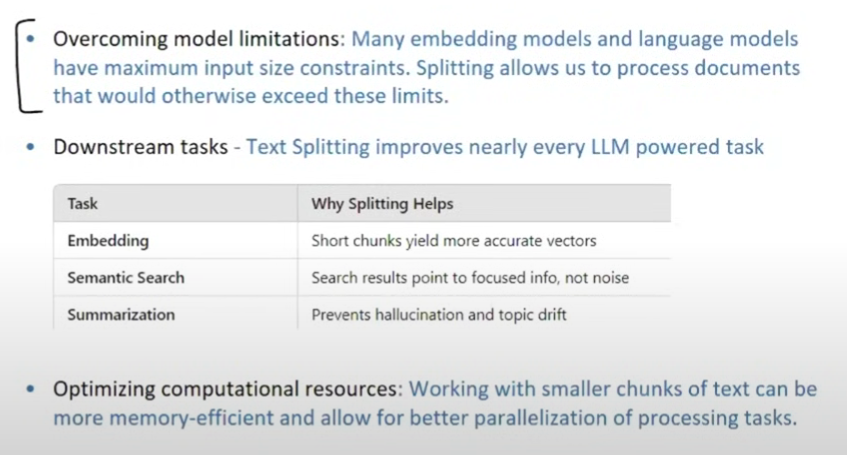 • Overcoming model limitations: Many embedding models and language models
have maximum input size constraints. Splitting allows us to process documents
that would otherwise exceed these limits.
• Downstream tasks - Text Splitting improves nearly every LLM powered task
Task Why Splitting Helps
Embedding Short chunks yield more accurate vectors
Semantic Search Search results point to focused info, not noise
Summarization Prevents hallucination and topic drift
• Optimizing computational resources: Working with smaller chunks of text can be
more memory-efficient and allow for better parallelization of processing tasks.